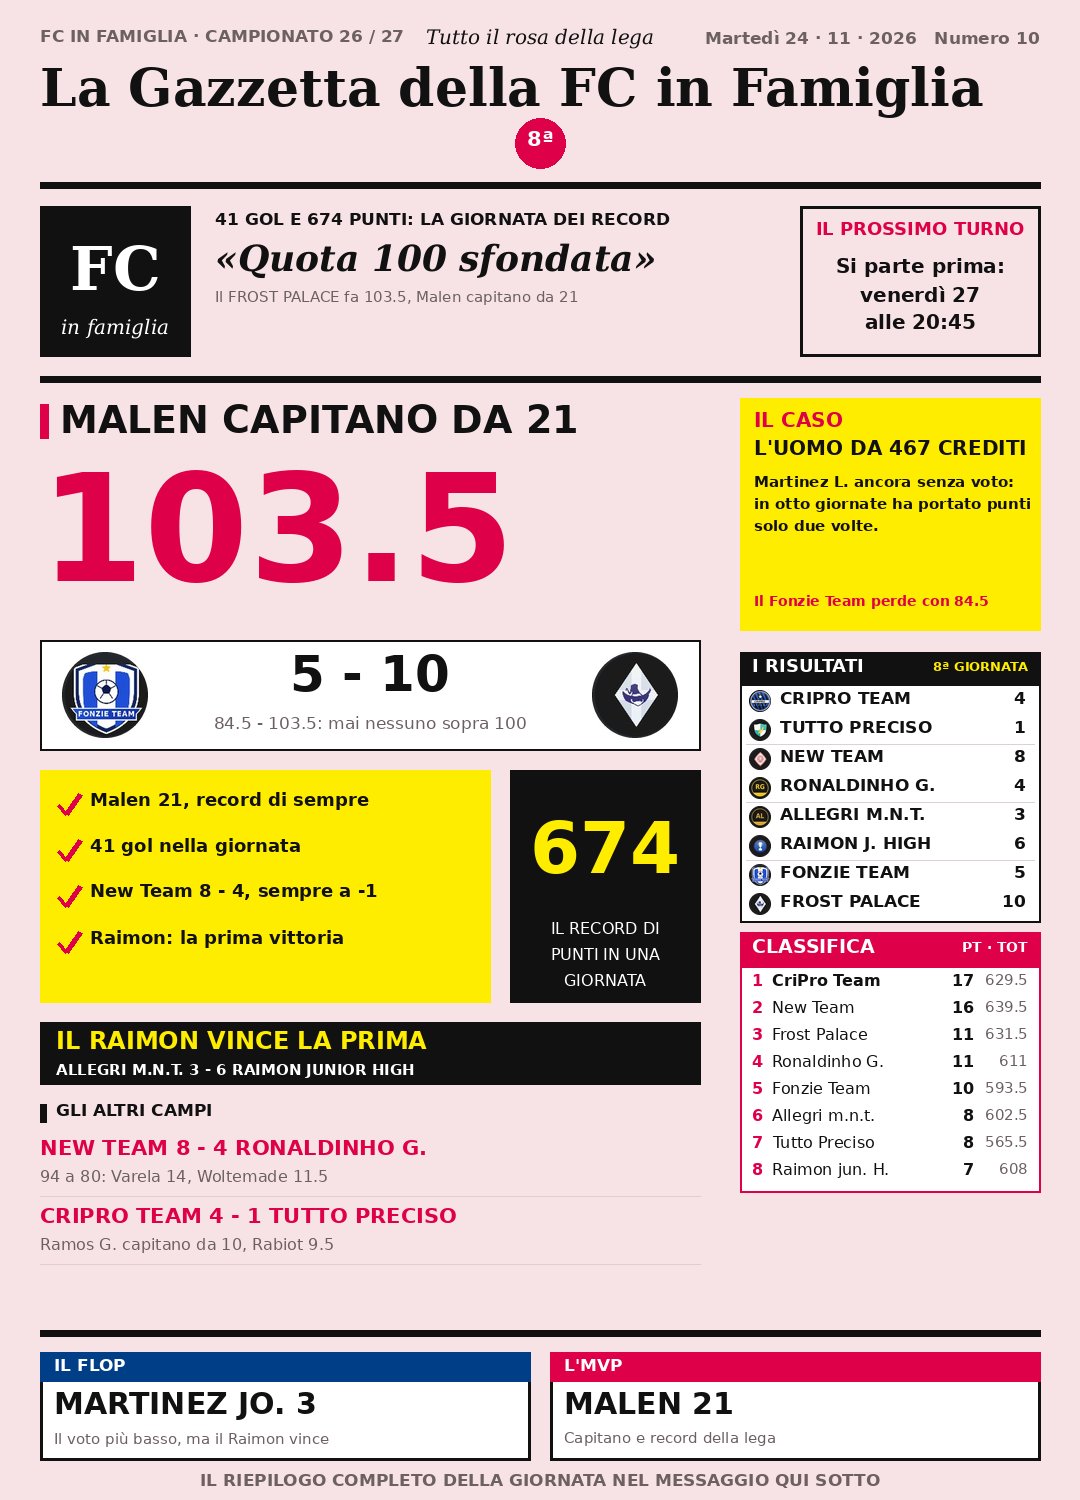 FC IN FAMIGLIA · CAMPIONATO 26 / 27
Tutto il rosa della lega
Martedì 24 · 11 · 2026 Numero 10
La Gazzetta della FC in Famiglia
8ª
FC
in famiglia
41 GOL E 674 PUNTI: LA GIORNATA DEI RECORD
«Quota 100 sfondata»
Il FROST PALACE fa 103.5, Malen capitano da 21
IL PROSSIMO TURNO
Si parte prima:
venerdì 27
alle 20:45
MALEN CAPITANO DA 21
103.5
FONZIE TEAM
5 - 10
84.5 - 103.5: mai nessuno sopra 100
Malen 21, record di sempre
41 gol nella giornata
New Team 8 - 4, sempre a -1
Raimon: la prima vittoria
674
IL RECORD DI
PUNTI IN UNA
GIORNATA
IL RAIMON VINCE LA PRIMA
ALLEGRI M.N.T. 3 - 6 RAIMON JUNIOR HIGH
GLI ALTRI CAMPI
NEW TEAM 8 - 4 RONALDINHO G.
94 a 80: Varela 14, Woltemade 11.5
CRIPRO TEAM 4 - 1 TUTTO PRECISO
Ramos G. capitano da 10, Rabiot 9.5
IL CASO
L'UOMO DA 467 CREDITI
Martinez L. ancora senza voto:
in otto giornate ha portato punti
solo due volte.
Il Fonzie Team perde con 84.5
I RISULTATI 8ª GIORNATA
CRIPRO TEAM 4
TUTTO PRECISO 1
NEW TEAM 8
RG RONALDINHO G. 4
AL ALLEGRI M.N.T. 3
RAIMON J. HIGH 6
FONZIE TEAM 5
FROST PALACE 10
CLASSIFICA PT · TOT
1 CriPro Team 17 629.5
2 New Team 16 639.5
3 Frost Palace 11 631.5
4 Ronaldinho G. 11 611
5 Fonzie Team 10 593.5
6 Allegri m.n.t. 8 602.5
7 Tutto Preciso 8 565.5
8 Raimon jun. H. 7 608
IL FLOP
MARTINEZ JO. 3
Il voto più basso, ma il Raimon vince
L'MVP
MALEN 21
Capitano e record della lega
IL RIEPILOGO COMPLETO DELLA GIORNATA NEL MESSAGGIO QUI SOTTO